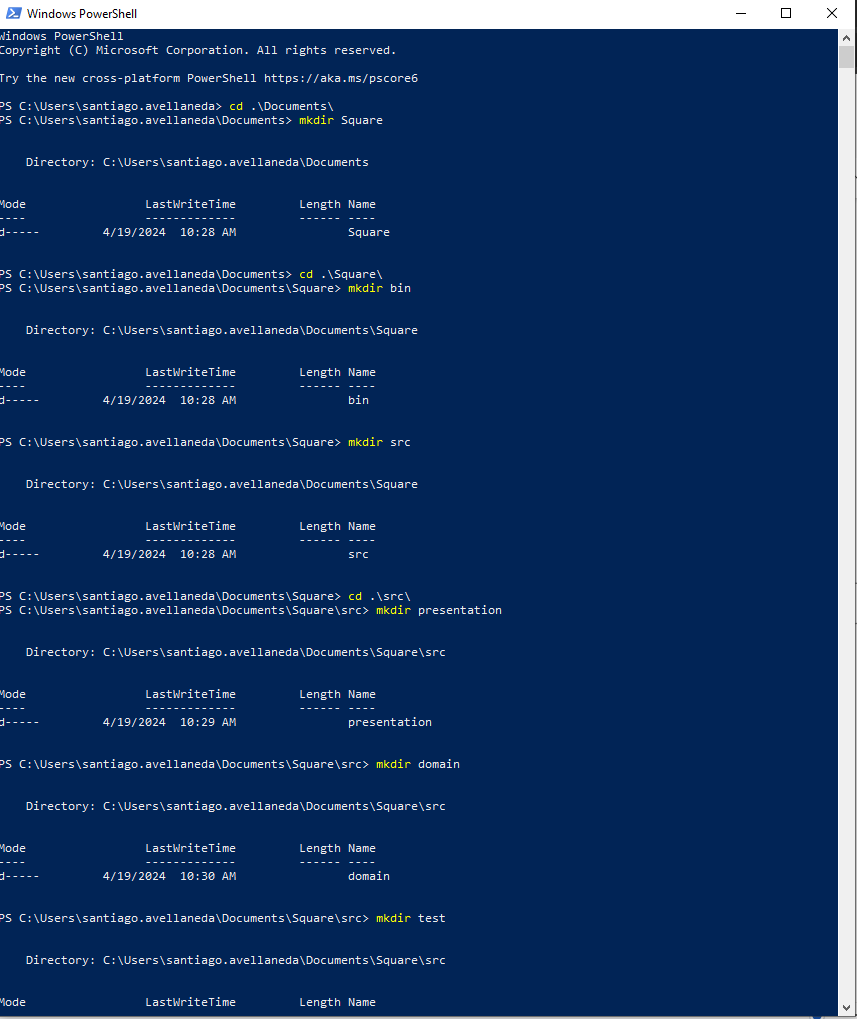 Windows PowerShell
Windows PowerShell
Copyright (C) Microsoft Corporation. All rights reserved.
Try the new cross-platform PowerShell https://aka.ms/pscore6
PS C:\Users\santiago.avellaneda> cd .\Documents\
PS C:\Users\santiago.avellaneda\Documents> mkdir Square
Directory: C:\Users\santiago.avellaneda\Documents
Mode LastWriteTime Length Name
---- ------------- ------ ----
d----- 4/19/2024 10:28 AM Square
PS C:\Users\santiago.avellaneda\Documents> cd .\Square\
PS C:\Users\santiago.avellaneda\Documents\Square> mkdir bin
Directory: C:\Users\santiago.avellaneda\Documents\Square
Mode LastWriteTime Length Name
---- ------------- ------ ----
d----- 4/19/2024 10:28 AM bin
PS C:\Users\santiago.avellaneda\Documents\Square> mkdir src
Directory: C:\Users\santiago.avellaneda\Documents\Square
Mode LastWriteTime Length Name
---- ------------- ------ ----
d----- 4/19/2024 10:28 AM src
PS C:\Users\santiago.avellaneda\Documents\Square> cd .\src\
PS C:\Users\santiago.avellaneda\Documents\Square\src> mkdir presentation
Directory: C:\Users\santiago.avellaneda\Documents\Square\src
Mode LastWriteTime Length Name
---- ------------- ------ ----
d----- 4/19/2024 10:29 AM presentation
PS C:\Users\santiago.avellaneda\Documents\Square\src> mkdir domain
Directory: C:\Users\santiago.avellaneda\Documents\Square\src
Mode LastWriteTime Length Name
---- ------------- ------ ----
d----- 4/19/2024 10:30 AM domain
PS C:\Users\santiago.avellaneda\Documents\Square\src> mkdir test
Directory: C:\Users\santiago.avellaneda\Documents\Square\src
Mode LastWriteTime Length Name